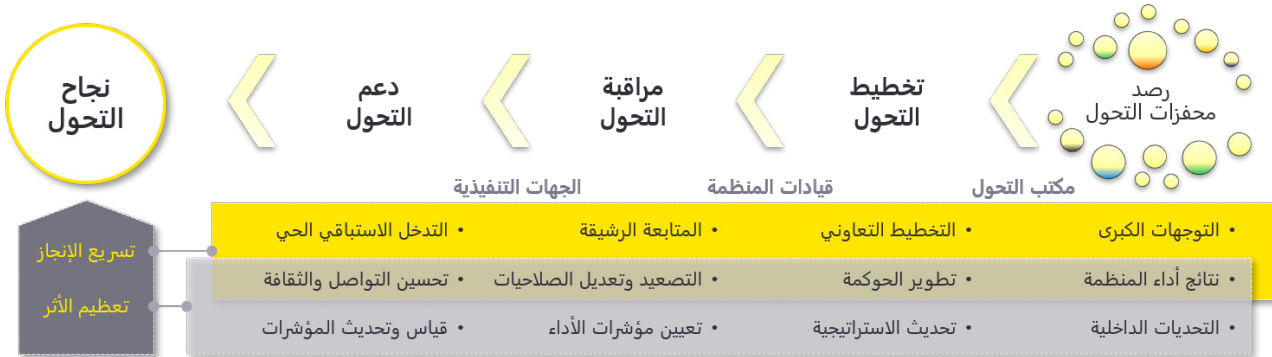 رصد
محفزات التحول
تخطيط
التحول
مراقبة
التحول
دعم
التحول
نجاح
التحول
مكتب التحول
قيادات المنظمة
الجهات التنفيذية
• التوجهات الكبرى
• التخطيط التعاوني
• المتابعة الرشيقة
• التدخل الاستباقي الحي
تسريع الإنجاز
• نتائج أداء المنظمة
• تطوير الحوكمة
• التصعيد وتعديل الصلاحيات
• تحسين التواصل والثقافة
تعظيم الأثر
• التحديات الداخلية
• تحديث الاستراتيجية
• تعيين مؤشرات الأداء
• قياس وتحديث المؤشرات